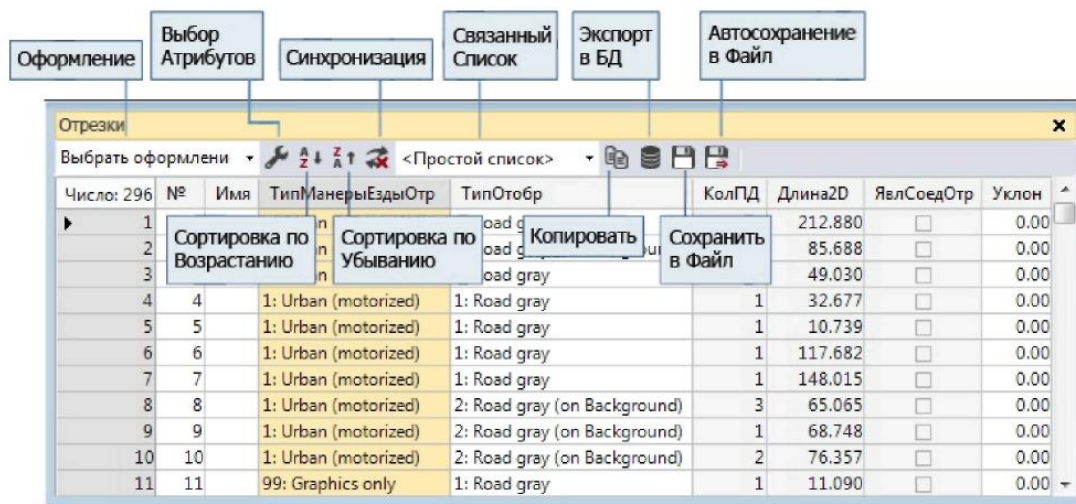 Оформление
Выбор
Атрибутов
Синхронизация
Связанный
Список
Экспорт
в БД
Автосохранение
в Файл
Отрезки
Выбрать оформлени <Простой список>
Число: 296 № Имя ТипМанерыЕздыОтр ТипОтобр КолПД Длина2D ЯвлСоедОтр Уклон
1 212.880 0.00
2 85.688 0.00
3 road gray 49.030 0.00
Сортировка по
Возрастанию
Сортировка по
Убыванию
Копировать
Сохранить
в Файл
4 4 1: Urban (motorized) 1: Road gray 1 32.677 0.00
5 5 1: Urban (motorized) 1: Road gray 1 10.739 0.00
6 6 1: Urban (motorized) 1: Road gray 1 117.682 0.00
7 7 1: Urban (motorized) 1: Road gray 1 148.015 0.00
8 8 1: Urban (motorized) 2: Road gray (on Background) 3 65.065 0.00
9 9 1: Urban (motorized) 2: Road gray (on Background) 1 68.748 0.00
10 10 1: Urban (motorized) 2: Road gray (on Background) 2 76.357 0.00
11 11 99: Graphics only 1: Road gray 1 11.090 0.00